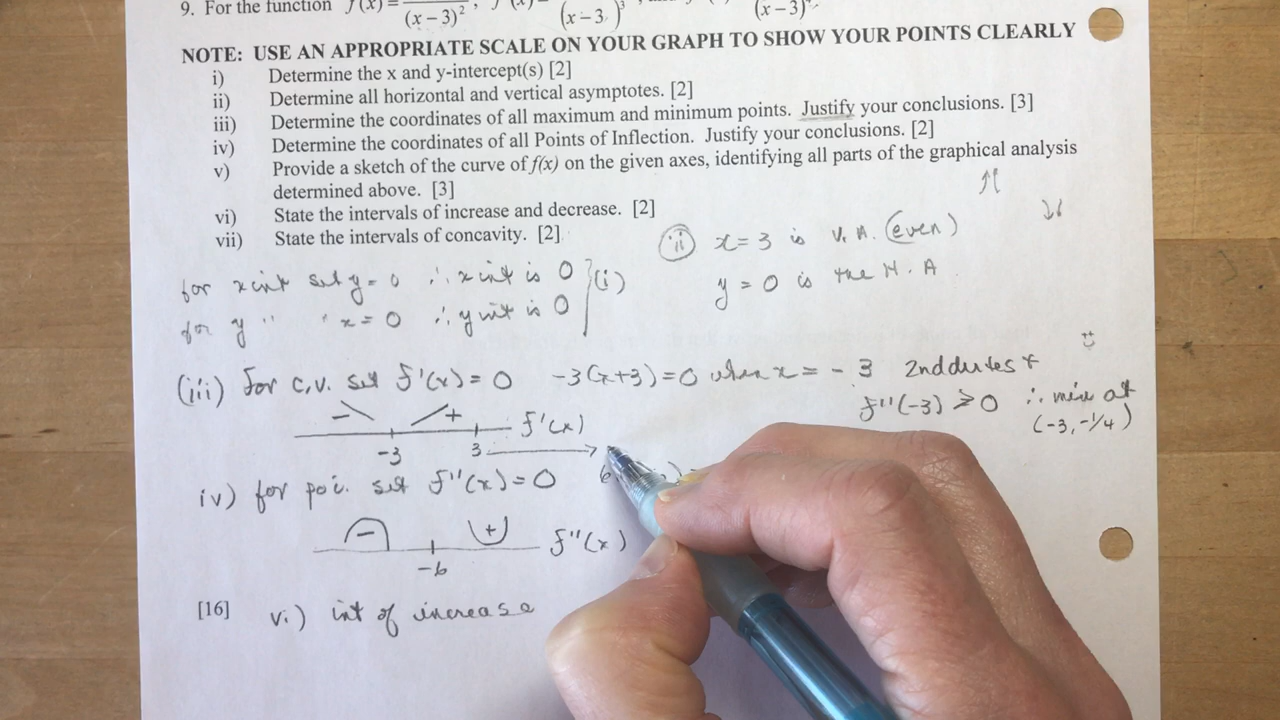 9. For the function f(x) = (x-3)², (x-3)³, (x-3)
NOTE: USE AN APPROPRIATE SCALE ON YOUR GRAPH TO SHOW YOUR POINTS CLEARLY
i) Determine the x and y-intercept(s) [2]
ii) Determine all horizontal and vertical asymptotes. [2]
iii) Determine the coordinates of all maximum and minimum points. Justify your conclusions. [3]
iv) Determine the coordinates of all Points of Inflection. Justify your conclusions. [2]
v) Provide a sketch of the curve of f(x) on the given axes, identifying all parts of the graphical analysis
determined above. [3]
vi) State the intervals of increase and decrease. [2]
vii) State the intervals of concavity. [2]
(ii) x = 3 is V.A. (even)
y = 0 is the H.A
for x int set y = 0 ∴ x int is 0 (i)
for y " " x = 0 ∴ y int is 0
(iii) for c.v. set f'(x) = 0 -3(x+3) = 0 when x = -3 2nd der test
f''(-3) > 0 ∴ min at
(-3, -1/4)
- + f'(x)
-3 3
iv) for poi. set f''(x) = 0 6
- + f''(x)
-6
[16] vi.) int of increase